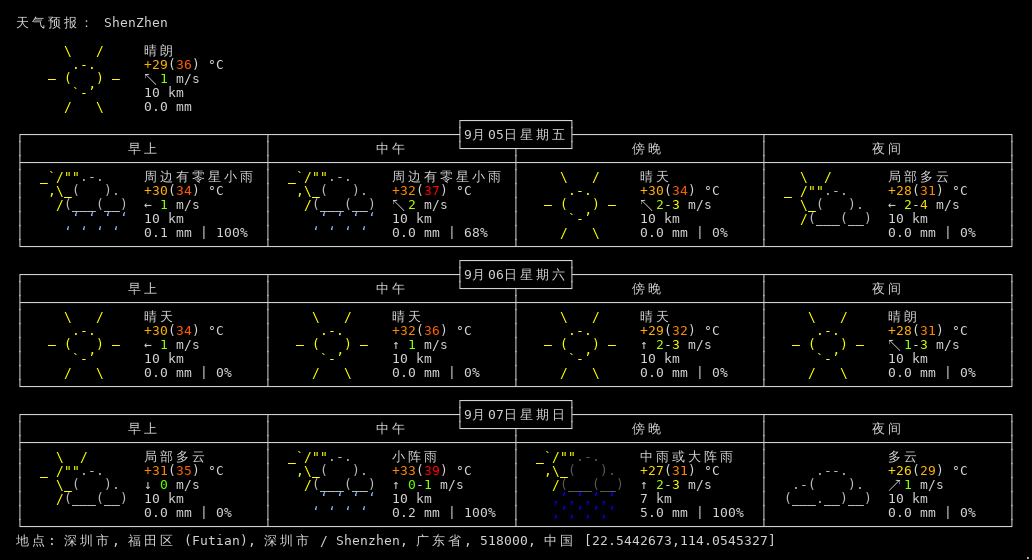 天气预报： ShenZhen
晴朗
+29(36) °C
↖ 1 m/s
10 km
0.0 mm
9月05日星期五
早上 中午 傍晚 夜间
周边有零星小雨 周边有零星小雨 晴天 局部多云
+30(34) °C +32(37) °C +30(34) °C +28(31) °C
← 1 m/s ↖ 2 m/s ↖ 2-3 m/s ← 2-4 m/s
10 km 10 km 10 km 10 km
0.1 mm | 100% 0.0 mm | 68% 0.0 mm | 0% 0.0 mm | 0%
9月06日星期六
早上 中午 傍晚 夜间
晴天 晴天 晴天 晴朗
+30(34) °C +32(36) °C +29(32) °C +28(31) °C
← 1 m/s ↑ 1 m/s ↑ 2-3 m/s ↖ 1-3 m/s
10 km 10 km 10 km 10 km
0.0 mm | 0% 0.0 mm | 0% 0.0 mm | 0% 0.0 mm | 0%
9月07日星期日
早上 中午 傍晚 夜间
局部多云 小阵雨 中雨或大阵雨 多云
+31(35) °C +33(39) °C +27(31) °C +26(29) °C
↓ 0 m/s ↑ 0-1 m/s ↑ 2-3 m/s ↗ 1 m/s
10 km 10 km 7 km 10 km
0.0 mm | 0% 0.2 mm | 100% 5.0 mm | 100% 0.0 mm | 0%
地点: 深圳市, 福田区 (Futian), 深圳市 / Shenzhen, 广东省, 518000, 中国 [22.5442673,114.0545327]